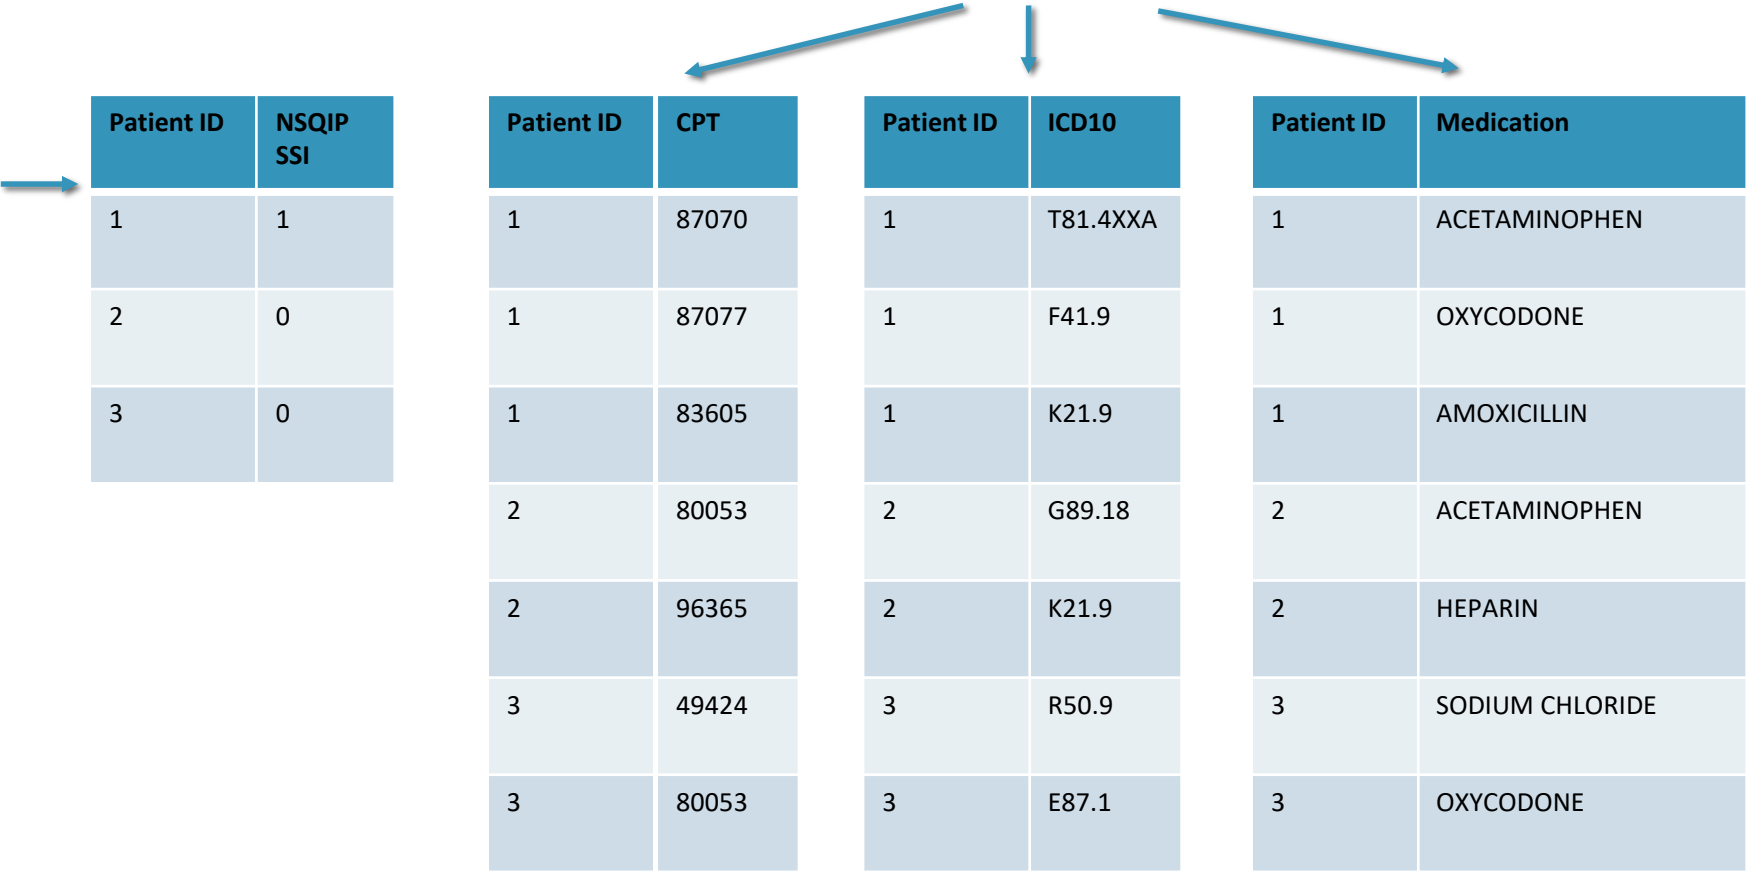 Patient ID NSQIP SSI
1 1
2 0
3 0
Patient ID CPT
1 87070
1 87077
1 83605
2 80053
2 96365
3 49424
3 80053
Patient ID ICD10
1 T81.4XXA
1 F41.9
1 K21.9
2 G89.18
2 K21.9
3 R50.9
3 E87.1
Patient ID Medication
1 ACETAMINOPHEN
1 OXYCODONE
1 AMOXICILLIN
2 ACETAMINOPHEN
2 HEPARIN
3 SODIUM CHLORIDE
3 OXYCODONE